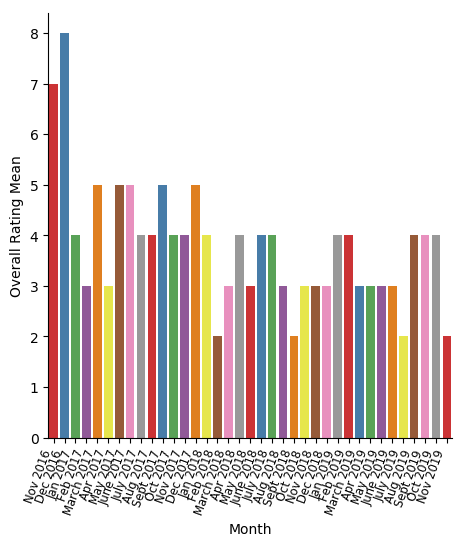 Overall Rating Mean
8
7
6
5
4
3
2
1
0
Nov 2016
Dec 2016
Jan 2017
Feb 2017
March 2017
Apr 2017
May 2017
June 2017
July 2017
Aug 2017
Sept 2017
Oct 2017
Nov 2017
Dec 2017
Jan 2018
Feb 2018
March 2018
Apr 2018
May 2018
June 2018
July 2018
Aug 2018
Sept 2018
Oct 2018
Nov 2018
Dec 2018
Jan 2019
Feb 2019
March 2019
Apr 2019
May 2019
June 2019
July 2019
Aug 2019
Sept 2019
Oct 2019
Nov 2019
Month